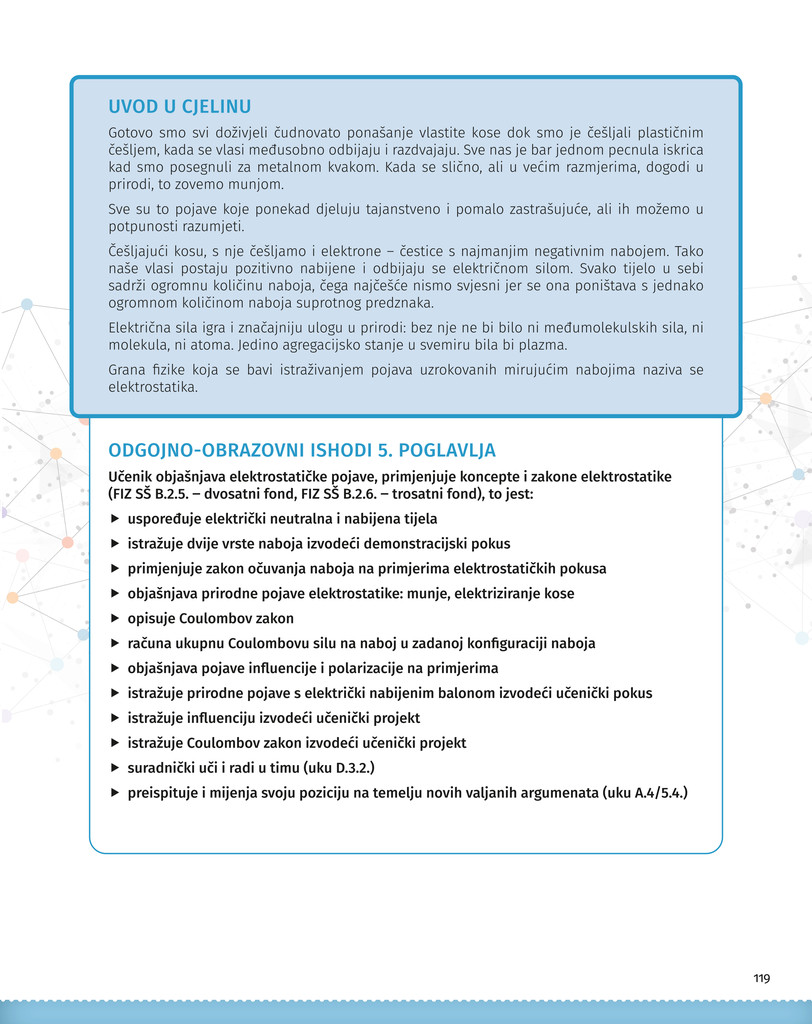 UVOD U CJELINU
Gotovo smo svi doživjeli čudnovato ponašanje vlastite kose dok smo je češljali plastičnim
češljem, kada se vlasi međusobno odbijaju i razdvajaju. Sve nas je bar jednom pecnula iskrica
kad smo posegnuli za metalnom kvakom. Kada se slično, ali u većim razmjerima, dogodi u
prirodi, to zovemo munjom.
Sve su to pojave koje ponekad djeluju tajanstveno i pomalo zastrašujuće, ali ih možemo u
potpunosti razumjeti.
Češljajući kosu, s nje češljamo i elektrone – čestice s najmanjim negativnim nabojem. Tako
naše vlasi postaju pozitivno nabijene i odbijaju se električnom silom. Svako tijelo u sebi
sadrži ogromnu količinu naboja, čega najčešće nismo svjesni jer se ona poništava s jednako
ogromnom količinom naboja suprotnog predznaka.
Električna sila igra i značajniju ulogu u prirodi: bez nje ne bi bilo ni međumolekulskih sila, ni
molekula, ni atoma. Jedino agregacijsko stanje u svemiru bila bi plazma.
Grana fizike koja se bavi istraživanjem pojava uzrokovanih mirujućim nabojima naziva se
elektrostatika.
ODGOJNO-OBRAZOVNI ISHODI 5. POGLAVLJA
Učenik objašnjava elektrostatičke pojave, primjenjuje koncepte i zakone elektrostatike
(FIZ SŠ B.2.5. – dvosatni fond, FIZ SŠ B.2.6. – trosatni fond), to jest:
▶ uspoređuje električki neutralna i nabijena tijela
▶ istražuje dvije vrste naboja izvodeći demonstracijski pokus
▶ primjenjuje zakon očuvanja naboja na primjerima elektrostatičkih pokusa
▶ objašnjava prirodne pojave elektrostatike: munje, elektriziranje kose
▶ opisuje Coulombov zakon
▶ računa ukupnu Coulombovu silu na naboj u zadanoj konfiguraciji naboja
▶ objašnjava pojave influencije i polarizacije na primjerima
▶ istražuje prirodne pojave s električki nabijenim balonom izvodeći učenički pokus
▶ istražuje influenciju izvodeći učenički projekt
▶ istražuje Coulombov zakon izvodeći učenički projekt
▶ suradnički uči i radi u timu (uku D.3.2.)
▶ preispituje i mijenja svoju poziciju na temelju novih valjanih argumenata (uku A.4/5.4.)
119